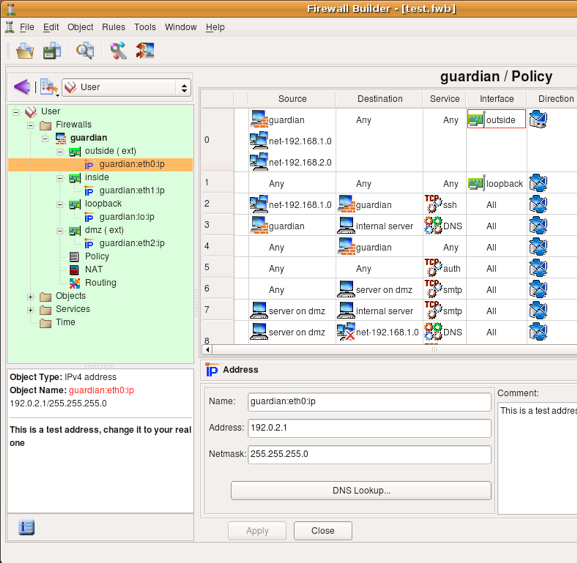 Firewall Builder - [test.fwb]
File Edit Object Rules Tools Window Help
User
guardian / Policy
Source Destination Service Interface Direction
User
Firewalls
guardian
outside ( ext)
guardian:eth0:ip
inside
guardian:eth1:ip
loopback
guardian:lo:ip
dmz ( ext)
guardian:eth2:ip
Policy
NAT
Routing
Objects
Services
Time
0 guardian Any Any outside
net-192.168.1.0
net-192.168.2.0
1 Any Any Any loopback
2 net-192.168.1.0 guardian TCP ssh All
3 guardian internal server DNS All
4 Any guardian Any All
5 Any Any TCP auth All
6 Any server on dmz TCP smtp All
7 server on dmz internal server TCP smtp All
8 server on dmz net-192.168.1.0 DNS All
Object Type: IPv4 address
Object Name: guardian:eth0:ip
192.0.2.1/255.255.255.0
This is a test address, change it to your real
one
IP Address
Name: guardian:eth0:ip
Address: 192.0.2.1
Netmask: 255.255.255.0
DNS Lookup...
Comment:
This is a test addre
Apply Close